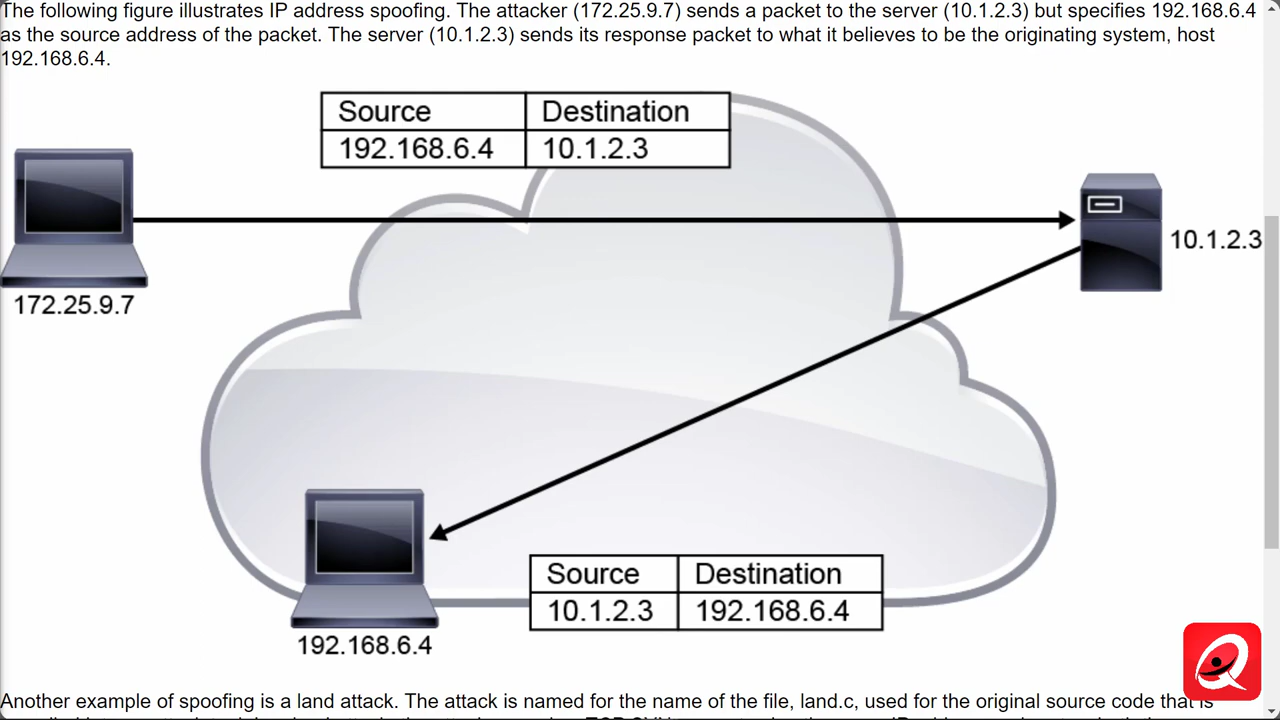 The following figure illustrates IP address spoofing. The attacker (172.25.9.7) sends a packet to the server (10.1.2.3) but specifies 192.168.6.4
as the source address of the packet. The server (10.1.2.3) sends its response packet to what it believes to be the originating system, host
192.168.6.4.
Source Destination
192.168.6.4 10.1.2.3
10.1.2.3
172.25.9.7
Source Destination
10.1.2.3 192.168.6.4
192.168.6.4
Another example of spoofing is a land attack. The attack is named for the name of the file, land.c, used for the original source code that is